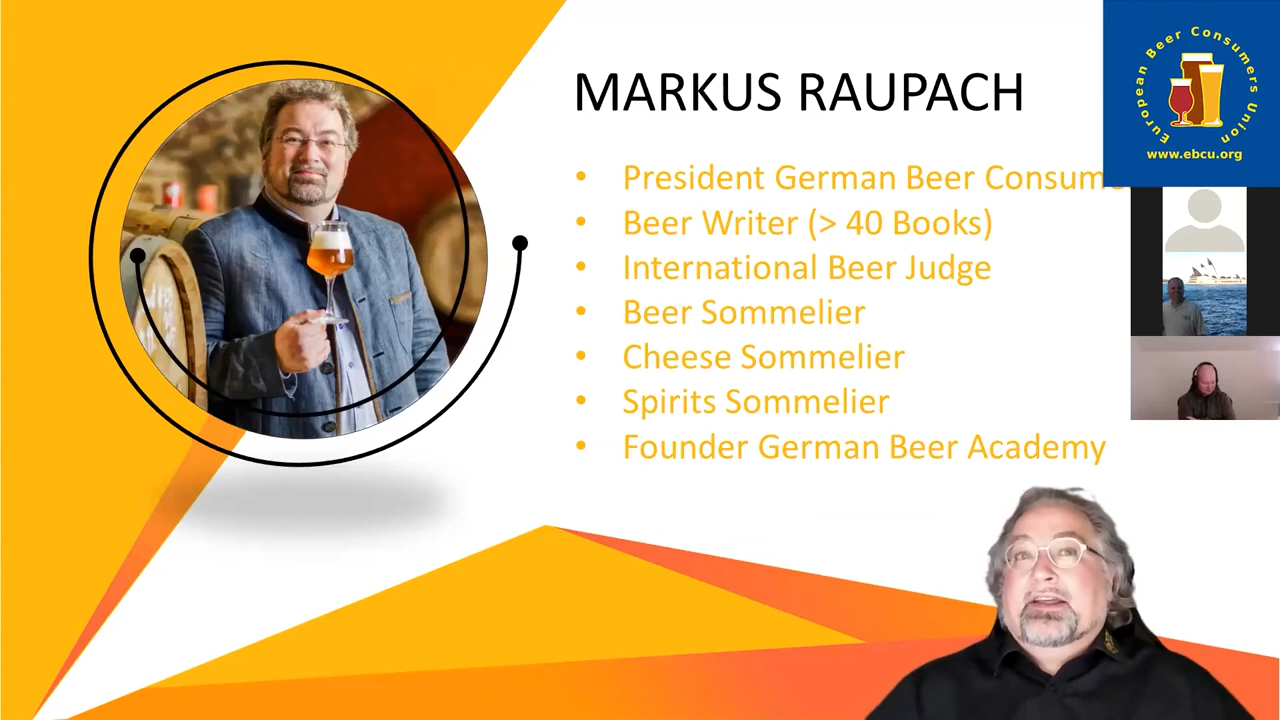 MARKUS RAUPACH
• President German Beer
• Beer Writer (> 40 Books)
• International Beer Judge
• Beer Sommelier
• Cheese Sommelier
• Spirits Sommelier
• Founder German Beer Academy
European Beer Consumers Union
www.ebcu.org